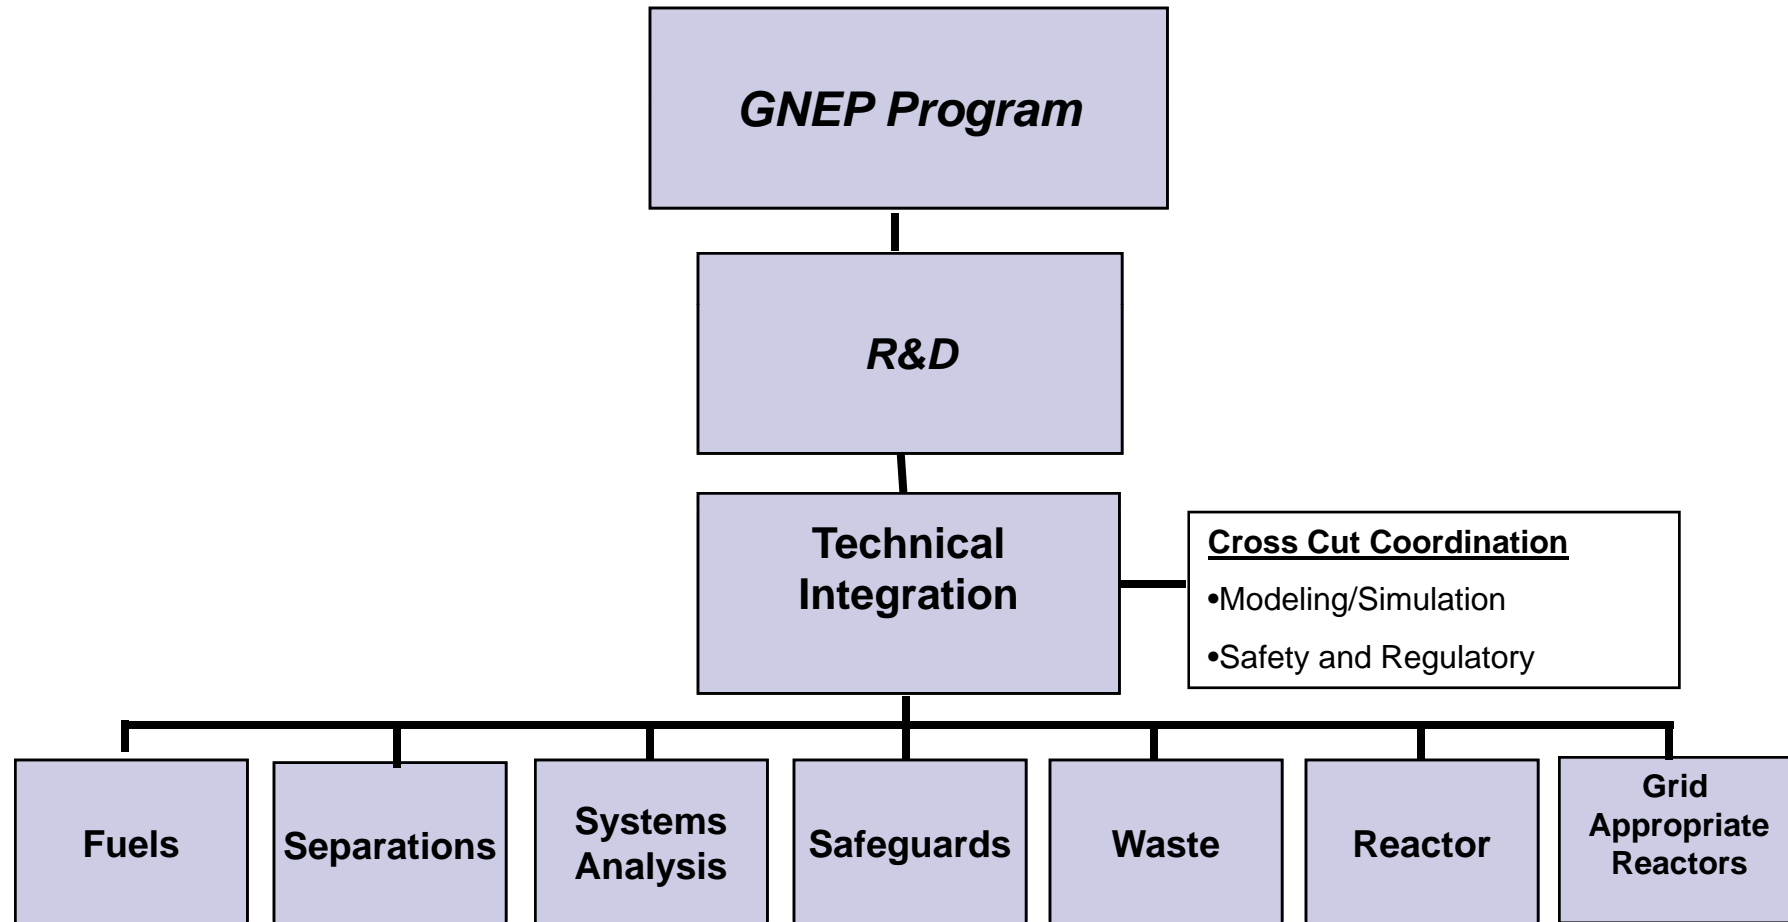 GNEP Program
R&D
Technical
Integration
Cross Cut Coordination
•Modeling/Simulation
•Safety and Regulatory
Fuels
Separations
Systems
Analysis
Safeguards
Waste
Reactor
Grid
Appropriate
Reactors